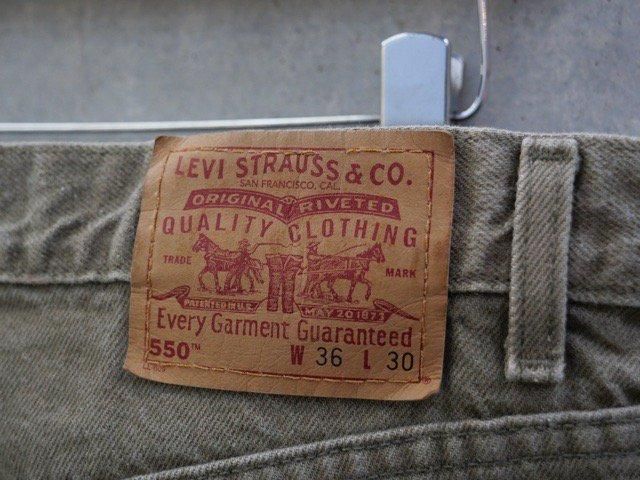 LEVI STRAUSS & CO.
SAN FRANCISCO, CAL.
ORIGINAL RIVETED
QUALITY CLOTHING
TRADE MARK
PATENTED IN U.S. MAY 20 1873
Every Garment Guaranteed
550™ W 36 L 30
®